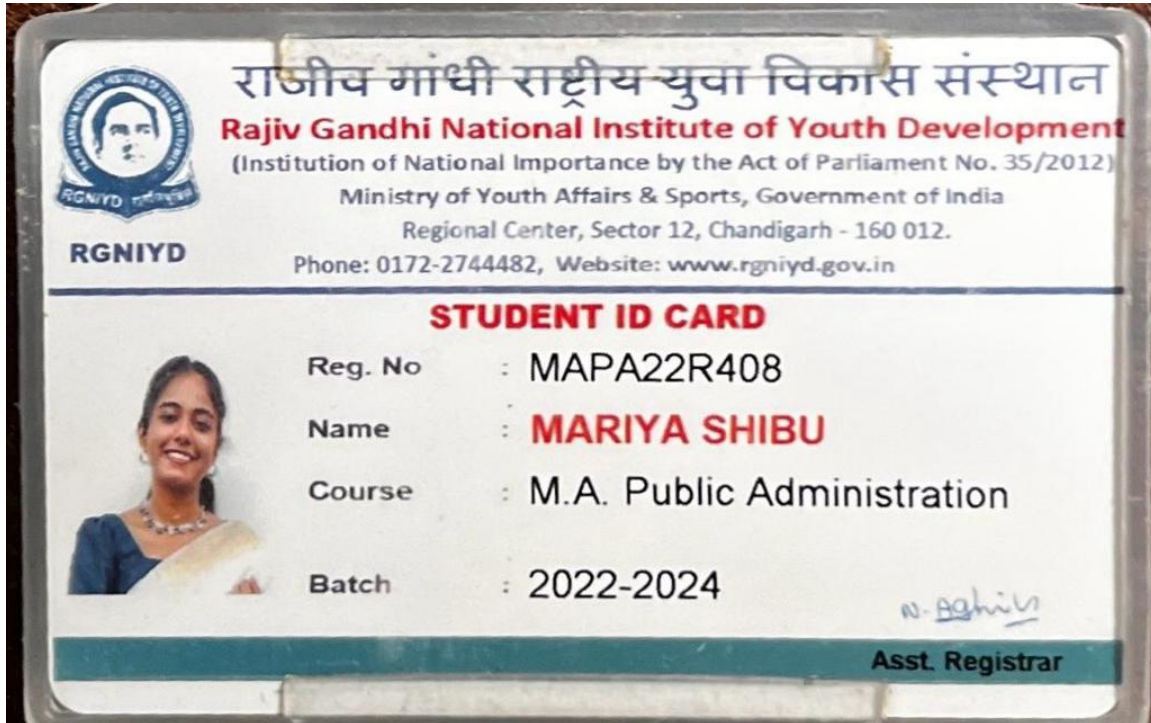 राजीव गांधी राष्ट्रीय युवा विकास संस्थान
Rajiv Gandhi National Institute of Youth Development
(Institution of National Importance by the Act of Parliament No. 35/2012)
Ministry of Youth Affairs & Sports, Government of India
Regional Center, Sector 12, Chandigarh - 160 012.
Phone: 0172-2744482, Website: www.rgniyd.gov.in
RGNIYD
RGNIYD
STUDENT ID CARD
Reg. No : MAPA22R408
Name : MARIYA SHIBU
Course : M.A. Public Administration
Batch : 2022-2024
Asst. Registrar